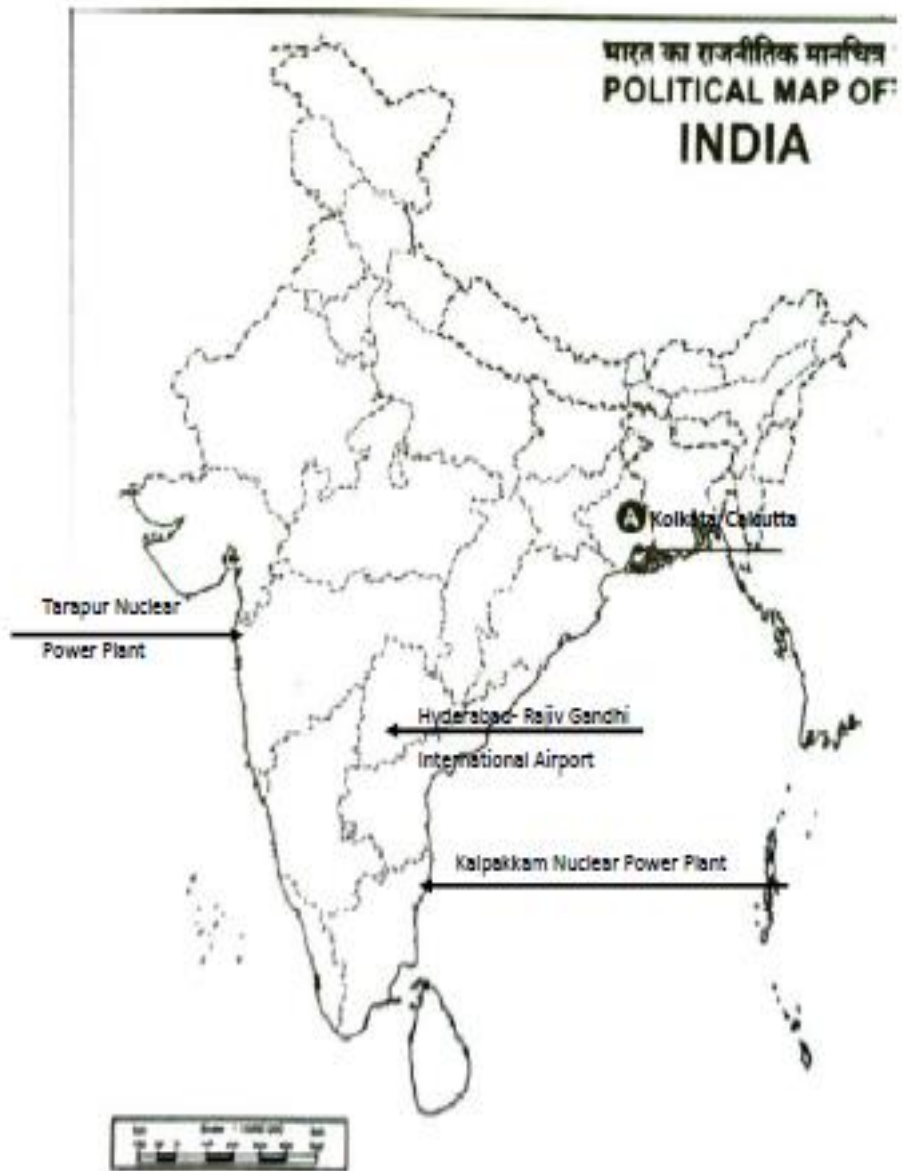 भारत का राजनीतिक मानचित्र
POLITICAL MAP OF
INDIA
A Kolkata/Calcutta
Tarapur Nuclear
Power Plant
Hyderabad- Rajiv Gandhi
International Airport
Kalpakkam Nuclear Power Plant